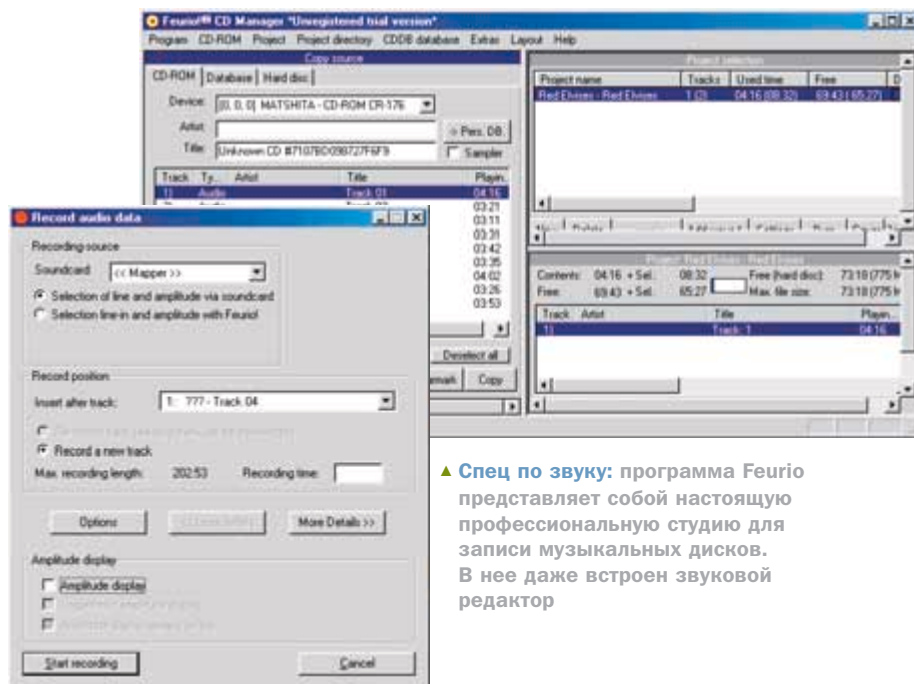 Feurio!® CD Manager *Unregistered trial version*
Program CD-ROM Project Project directory CDDB database Extras Layout Help
Copy source
CD-ROM Database Hard disc
Device: [0, 0, 0] MATSHITA - CD-ROM CR-176
Artist:
-> Pers. DB.
Title: Unknown CD #7107BD098727F6F9
Sampler
Track Ty... Artist Title Playin...
1) Audio Track 01 04:16
03:21
03:11
03:31
03:42
03:35
04:02
03:26
03:53
Deselect all
Copy
Project selection
Project name Tracks Used time Free
Red Elvises - Red Elvises 1 (2) 04:16 (08:32) 69:43 ( 65:27)
Project: Red Elvises - Red Elvises
Contents: 04:16 + Sel.: 08:32 Free (hard disc): 73:18 (775
Free: 69:43 + Sel.: 65:27 Max. file size: 73:18 (775
Track Artist Title Playin...
1) Track 1 04:16
Record audio data
Recording source
Soundcard: << Mapper >>
Selection of line and amplitude via soundcard
Selection line-in and amplitude with Feurio!
Record position
Insert after track: 1: ??? - Track 04
Record a new track
Max. recording length: 202:53 Recording time:
Options
More Details >>
Amplitude display
Amplitude display
Start recording
Cancel
▲ Спец по звуку: программа Feurio
представляет собой настоящую
профессиональную студию для
записи музыкальных дисков.
В нее даже встроен звуковой
редактор